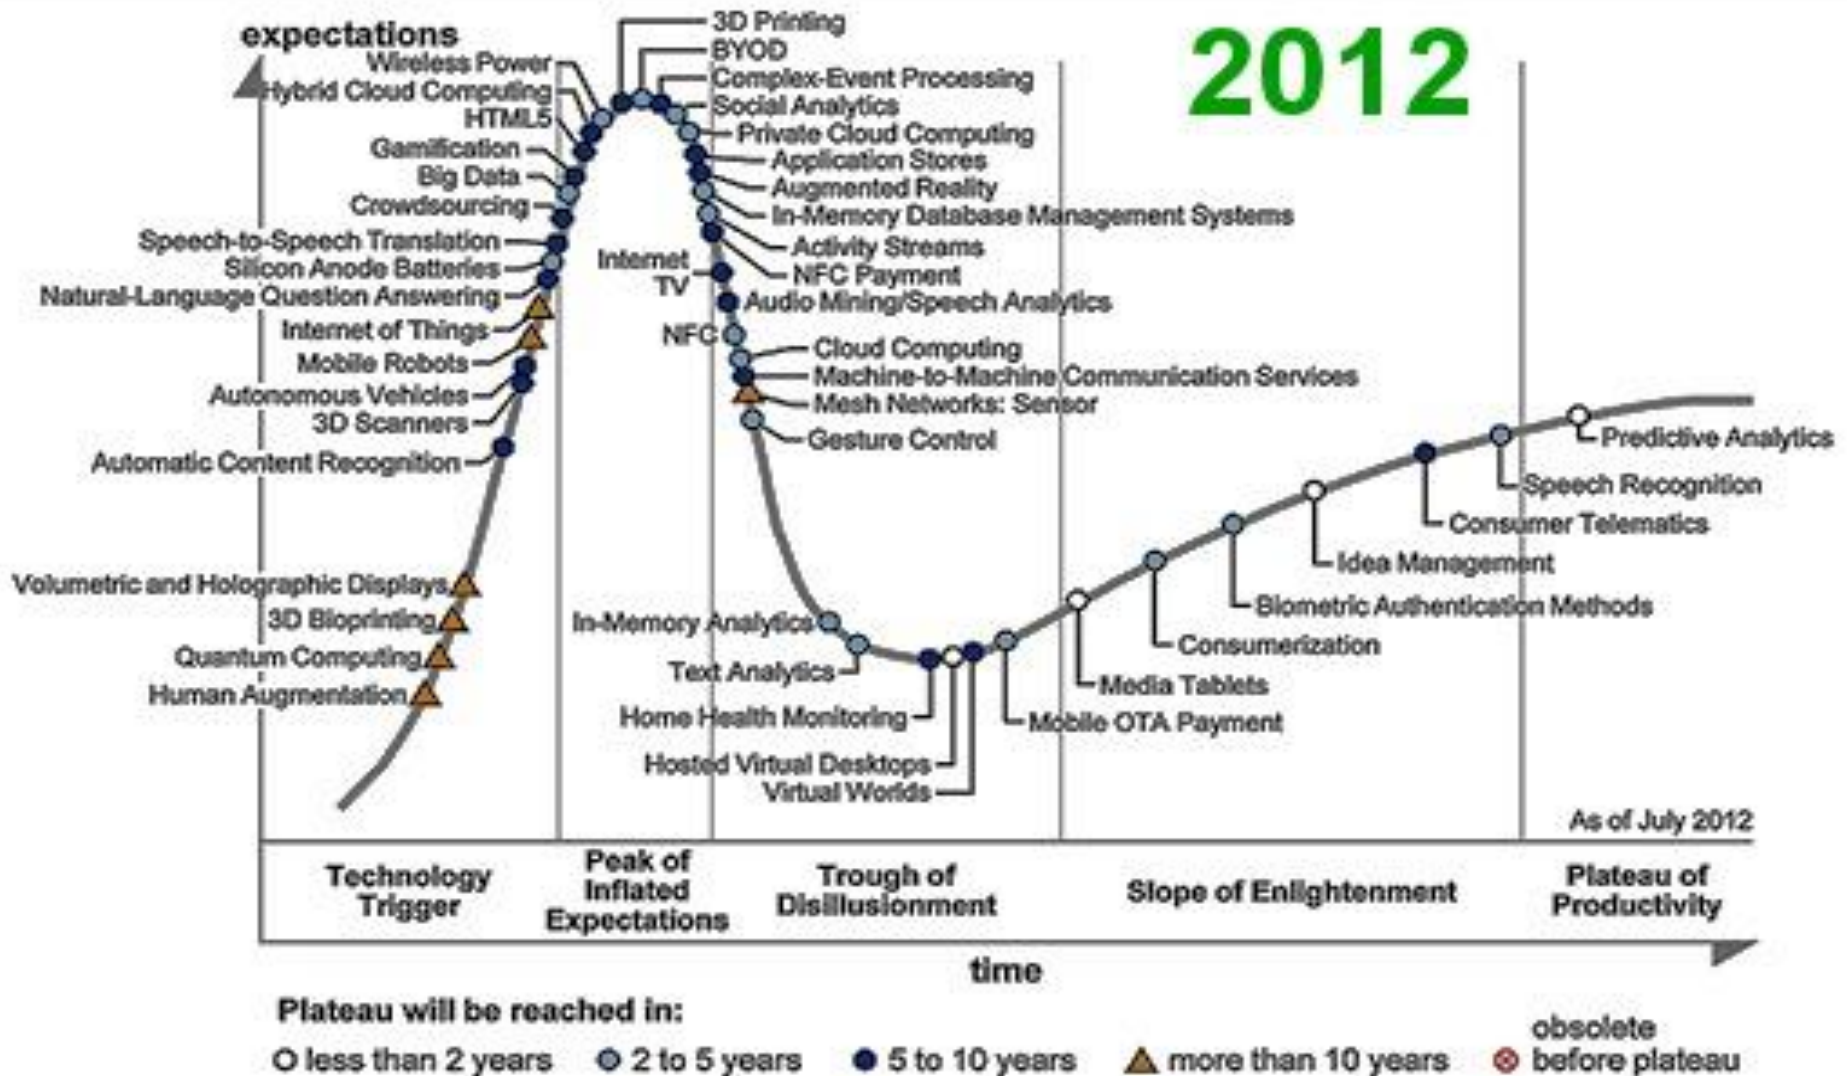 expectations
2012
3D Printing
BYOD
Wireless Power
Complex-Event Processing
Hybrid Cloud Computing
Social Analytics
HTML5
Private Cloud Computing
Gamification
Application Stores
Big Data
Augmented Reality
Crowdsourcing
In-Memory Database Management Systems
Speech-to-Speech Translation
Activity Streams
Silicon Anode Batteries
Internet
TV
NFC Payment
Natural-Language Question Answering
Audio Mining/Speech Analytics
Internet of Things
NFC
Cloud Computing
Mobile Robots
Machine-to-Machine Communication Services
Autonomous Vehicles
Mesh Networks: Sensor
3D Scanners
Gesture Control
Automatic Content Recognition
Predictive Analytics
Speech Recognition
Consumer Telematics
Idea Management
Volumetric and Holographic Displays
Biometric Authentication Methods
3D Bioprinting
In-Memory Analytics
Consumerization
Quantum Computing
Text Analytics
Media Tablets
Human Augmentation
Home Health Monitoring
Mobile OTA Payment
Hosted Virtual Desktops
Virtual Worlds
As of July 2012
Technology
Trigger
Peak of
Inflated
Expectations
Trough of
Disillusionment
Slope of Enlightenment
Plateau of
Productivity
time
Plateau will be reached in:
less than 2 years
2 to 5 years
5 to 10 years
more than 10 years
obsolete
before plateau